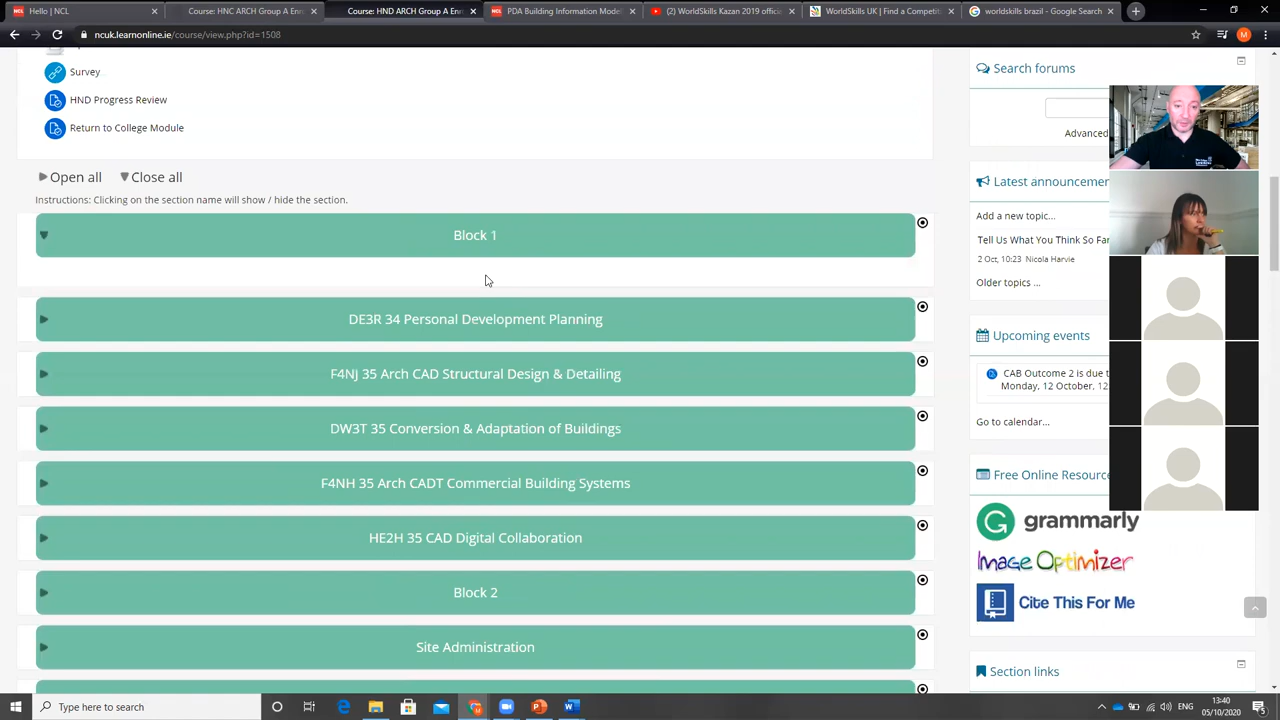 Hello | NCL
Course: HNC ARCH Group A Enr
Course: HND ARCH Group A Enr
PDA Building Information Model
(2) WorldSkills Kazan 2019 offici
WorldSkills UK | Find a Competit
worldskills brazil - Google Search
ncuk.learnonline.ie/course/view.php?id=1508
M
Survey
HND Progress Review
Return to College Module
Open all
Close all
Instructions: Clicking on the section name will show / hide the section.
Block 1
DE3R 34 Personal Development Planning
F4NJ 35 Arch CAD Structural Design & Detailing
DW3T 35 Conversion & Adaptation of Buildings
F4NH 35 Arch CADT Commercial Building Systems
HE2H 35 CAD Digital Collaboration
Block 2
Site Administration
Search forums
Advanced
Latest announcemen
Add a new topic...
Tell Us What You Think So Far
2 Oct, 10:23 Nicola Harvie
Older topics ...
Upcoming events
CAB Outcome 2 is due t
Monday, 12 October, 12:
Go to calendar...
Free Online Resourc
G grammarly
Image Optimizer
Cite This For Me
Section links
Type here to search
ENG
13:40
05/10/2020